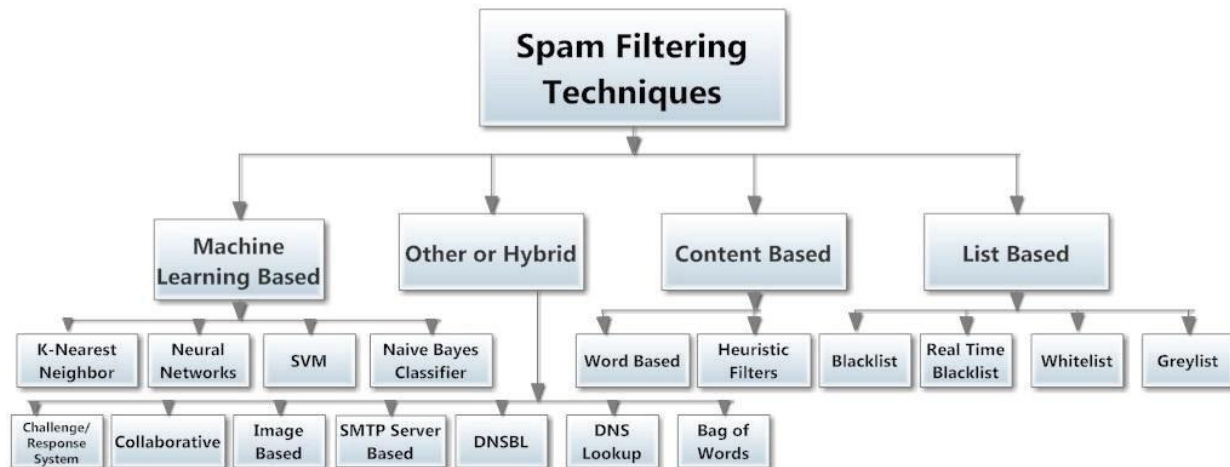 Spam Filtering
Techniques
Machine
Learning Based
Other or Hybrid
Content Based
List Based
K-Nearest
Neighbor
Neural
Networks
SVM
Naive Bayes
Classifier
Word Based
Heuristic
Filters
Blacklist
Real Time
Blacklist
Whitelist
Greylist
Challenge/
Response
System
Collaborative
Image
Based
SMTP Server
Based
DNSBL
DNS
Lookup
Bag of
Words